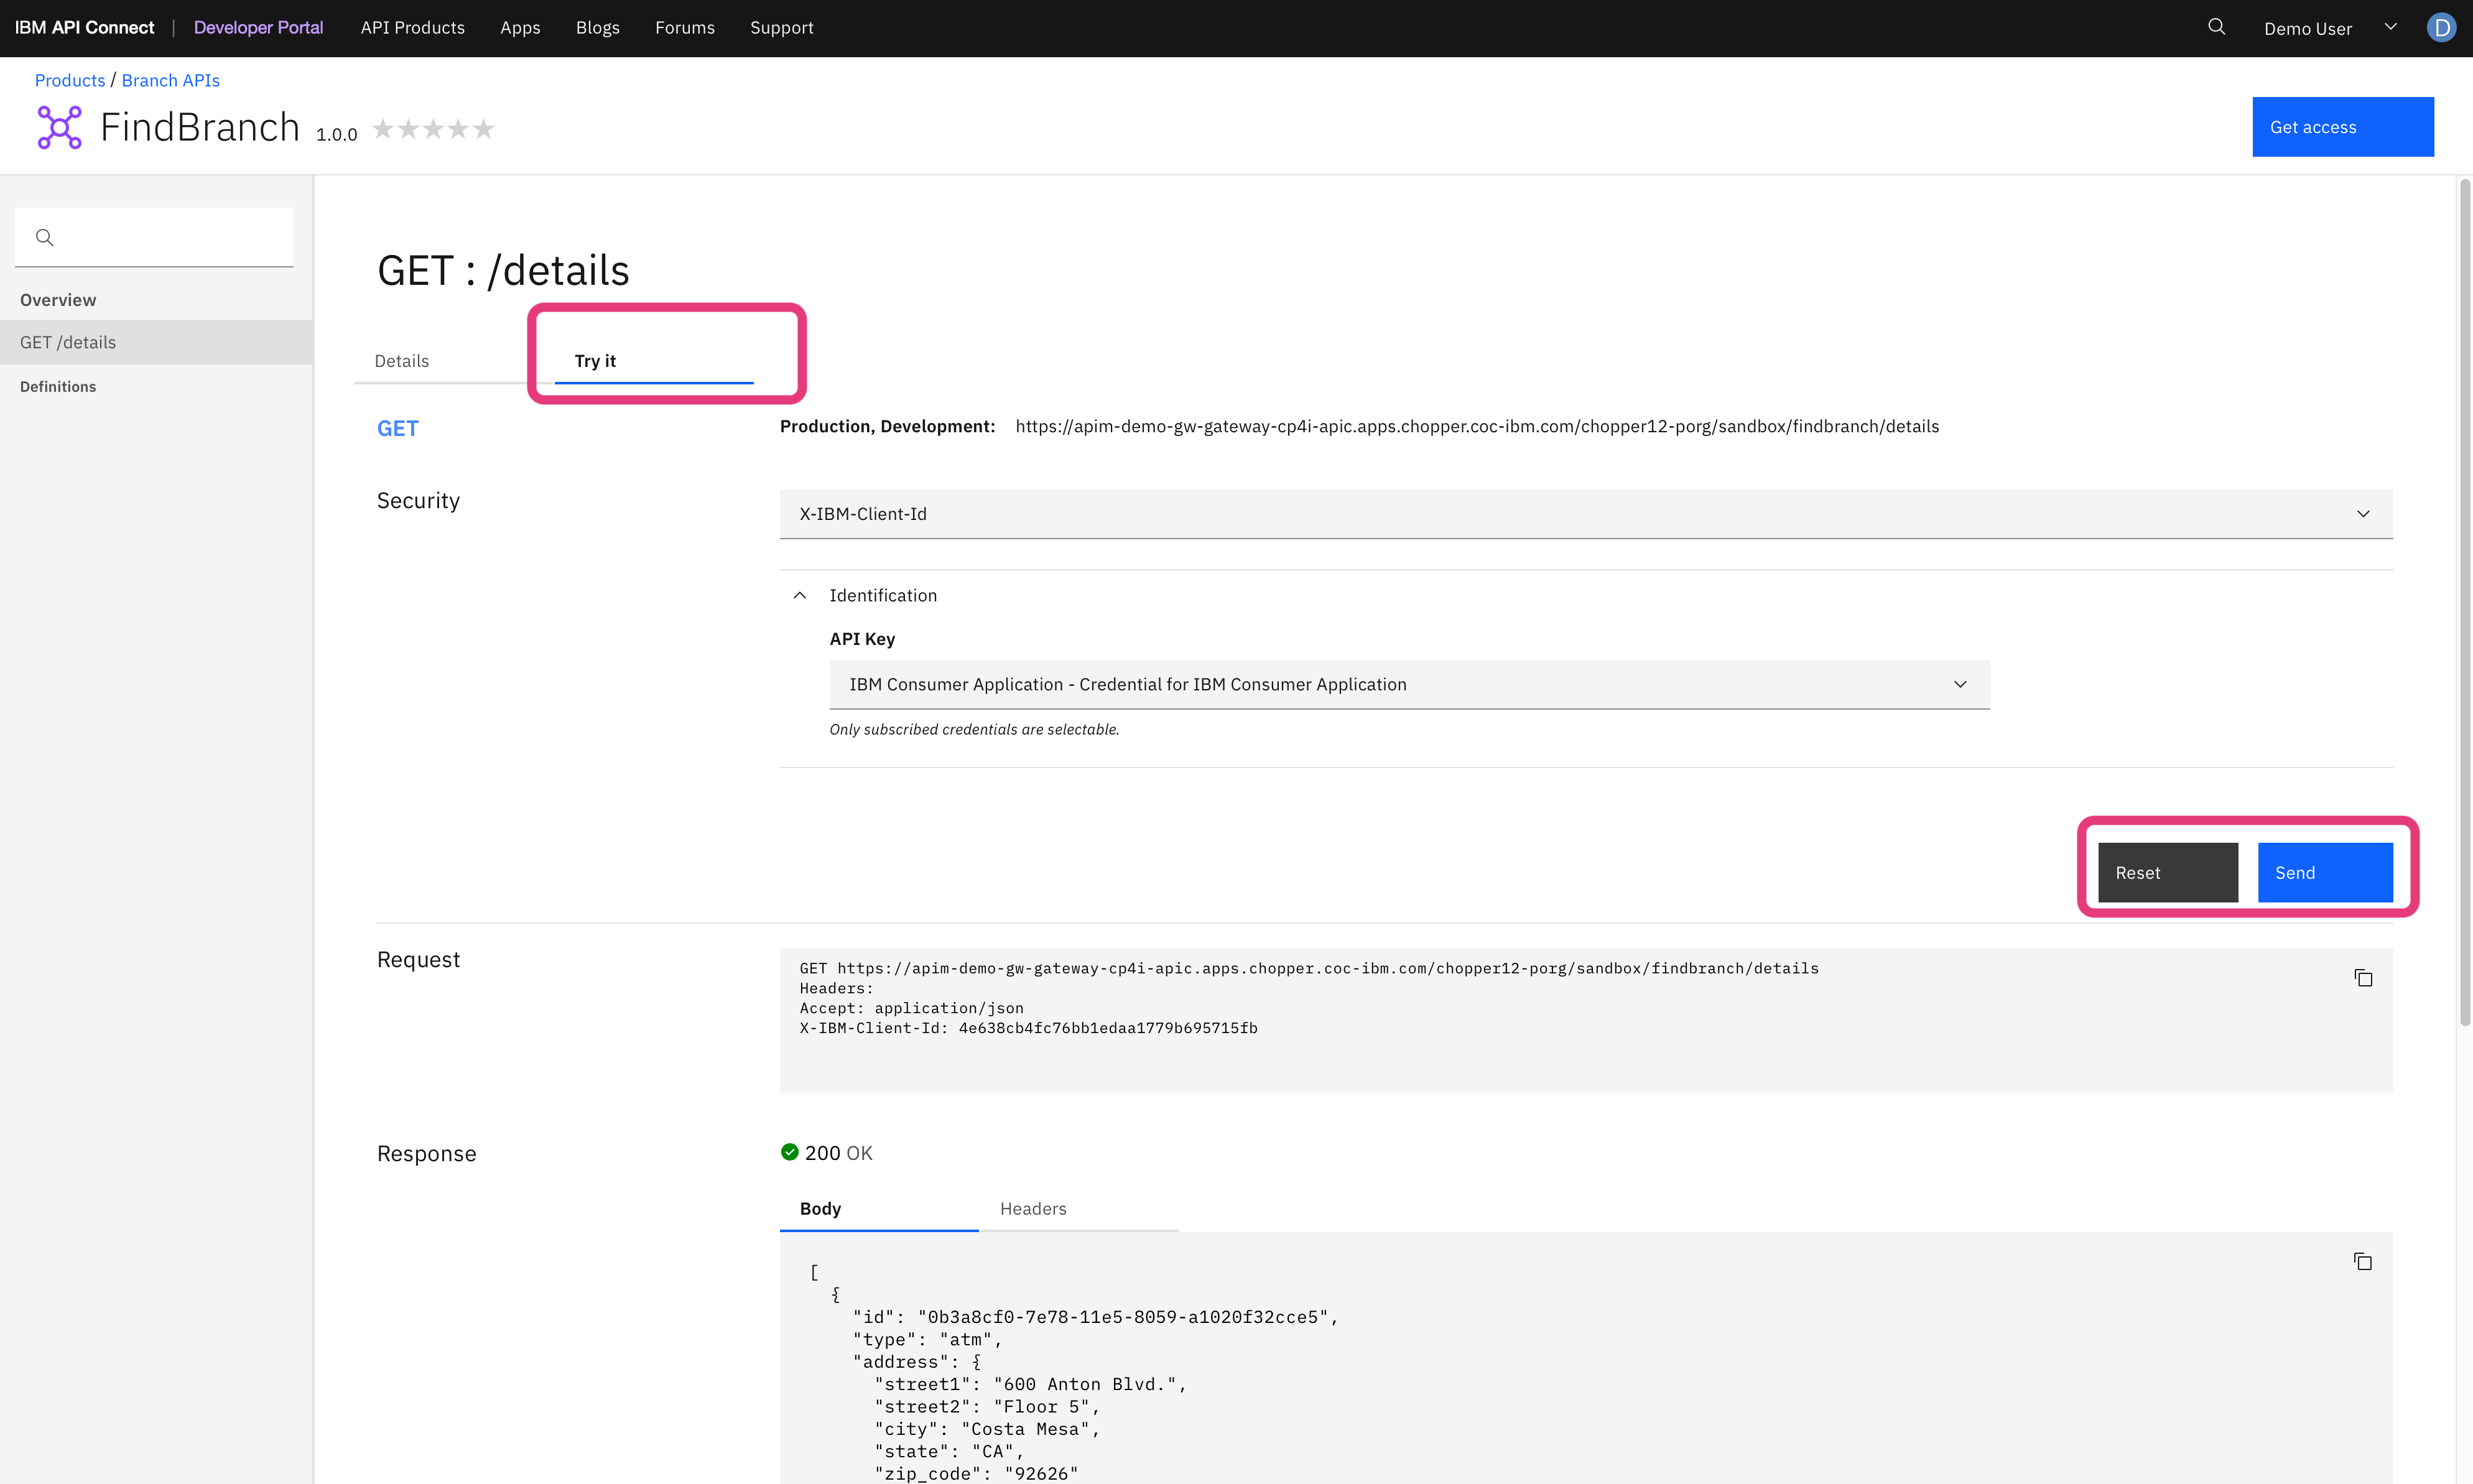 IBM API Connect | Developer Portal API Products Apps Blogs Forums Support Demo User D
Products / Branch APIs
FindBranch 1.0.0
Get access
Overview
GET /details
Definitions
GET : /details
Details Try it
GET Production, Development: https://apim-demo-gw-gateway-cp4i-apic.apps.chopper.coc-ibm.com/chopper12-porg/sandbox/findbranch/details
Security
X-IBM-Client-Id
Identification
API Key
IBM Consumer Application - Credential for IBM Consumer Application
Only subscribed credentials are selectable.
Reset Send
Request
GET https://apim-demo-gw-gateway-cp4i-apic.apps.chopper.coc-ibm.com/chopper12-porg/sandbox/findbranch/details
Headers:
Accept: application/json
X-IBM-Client-Id: 4e638cb4fc76bb1edaa1779b695715fb
Response
200 OK
Body Headers
[
{
"id": "0b3a8cf0-7e78-11e5-8059-a1020f32cce5",
"type": "atm",
"address": {
"street1": "600 Anton Blvd.",
"street2": "Floor 5",
"city": "Costa Mesa",
"state": "CA",
"zip_code": "92626"